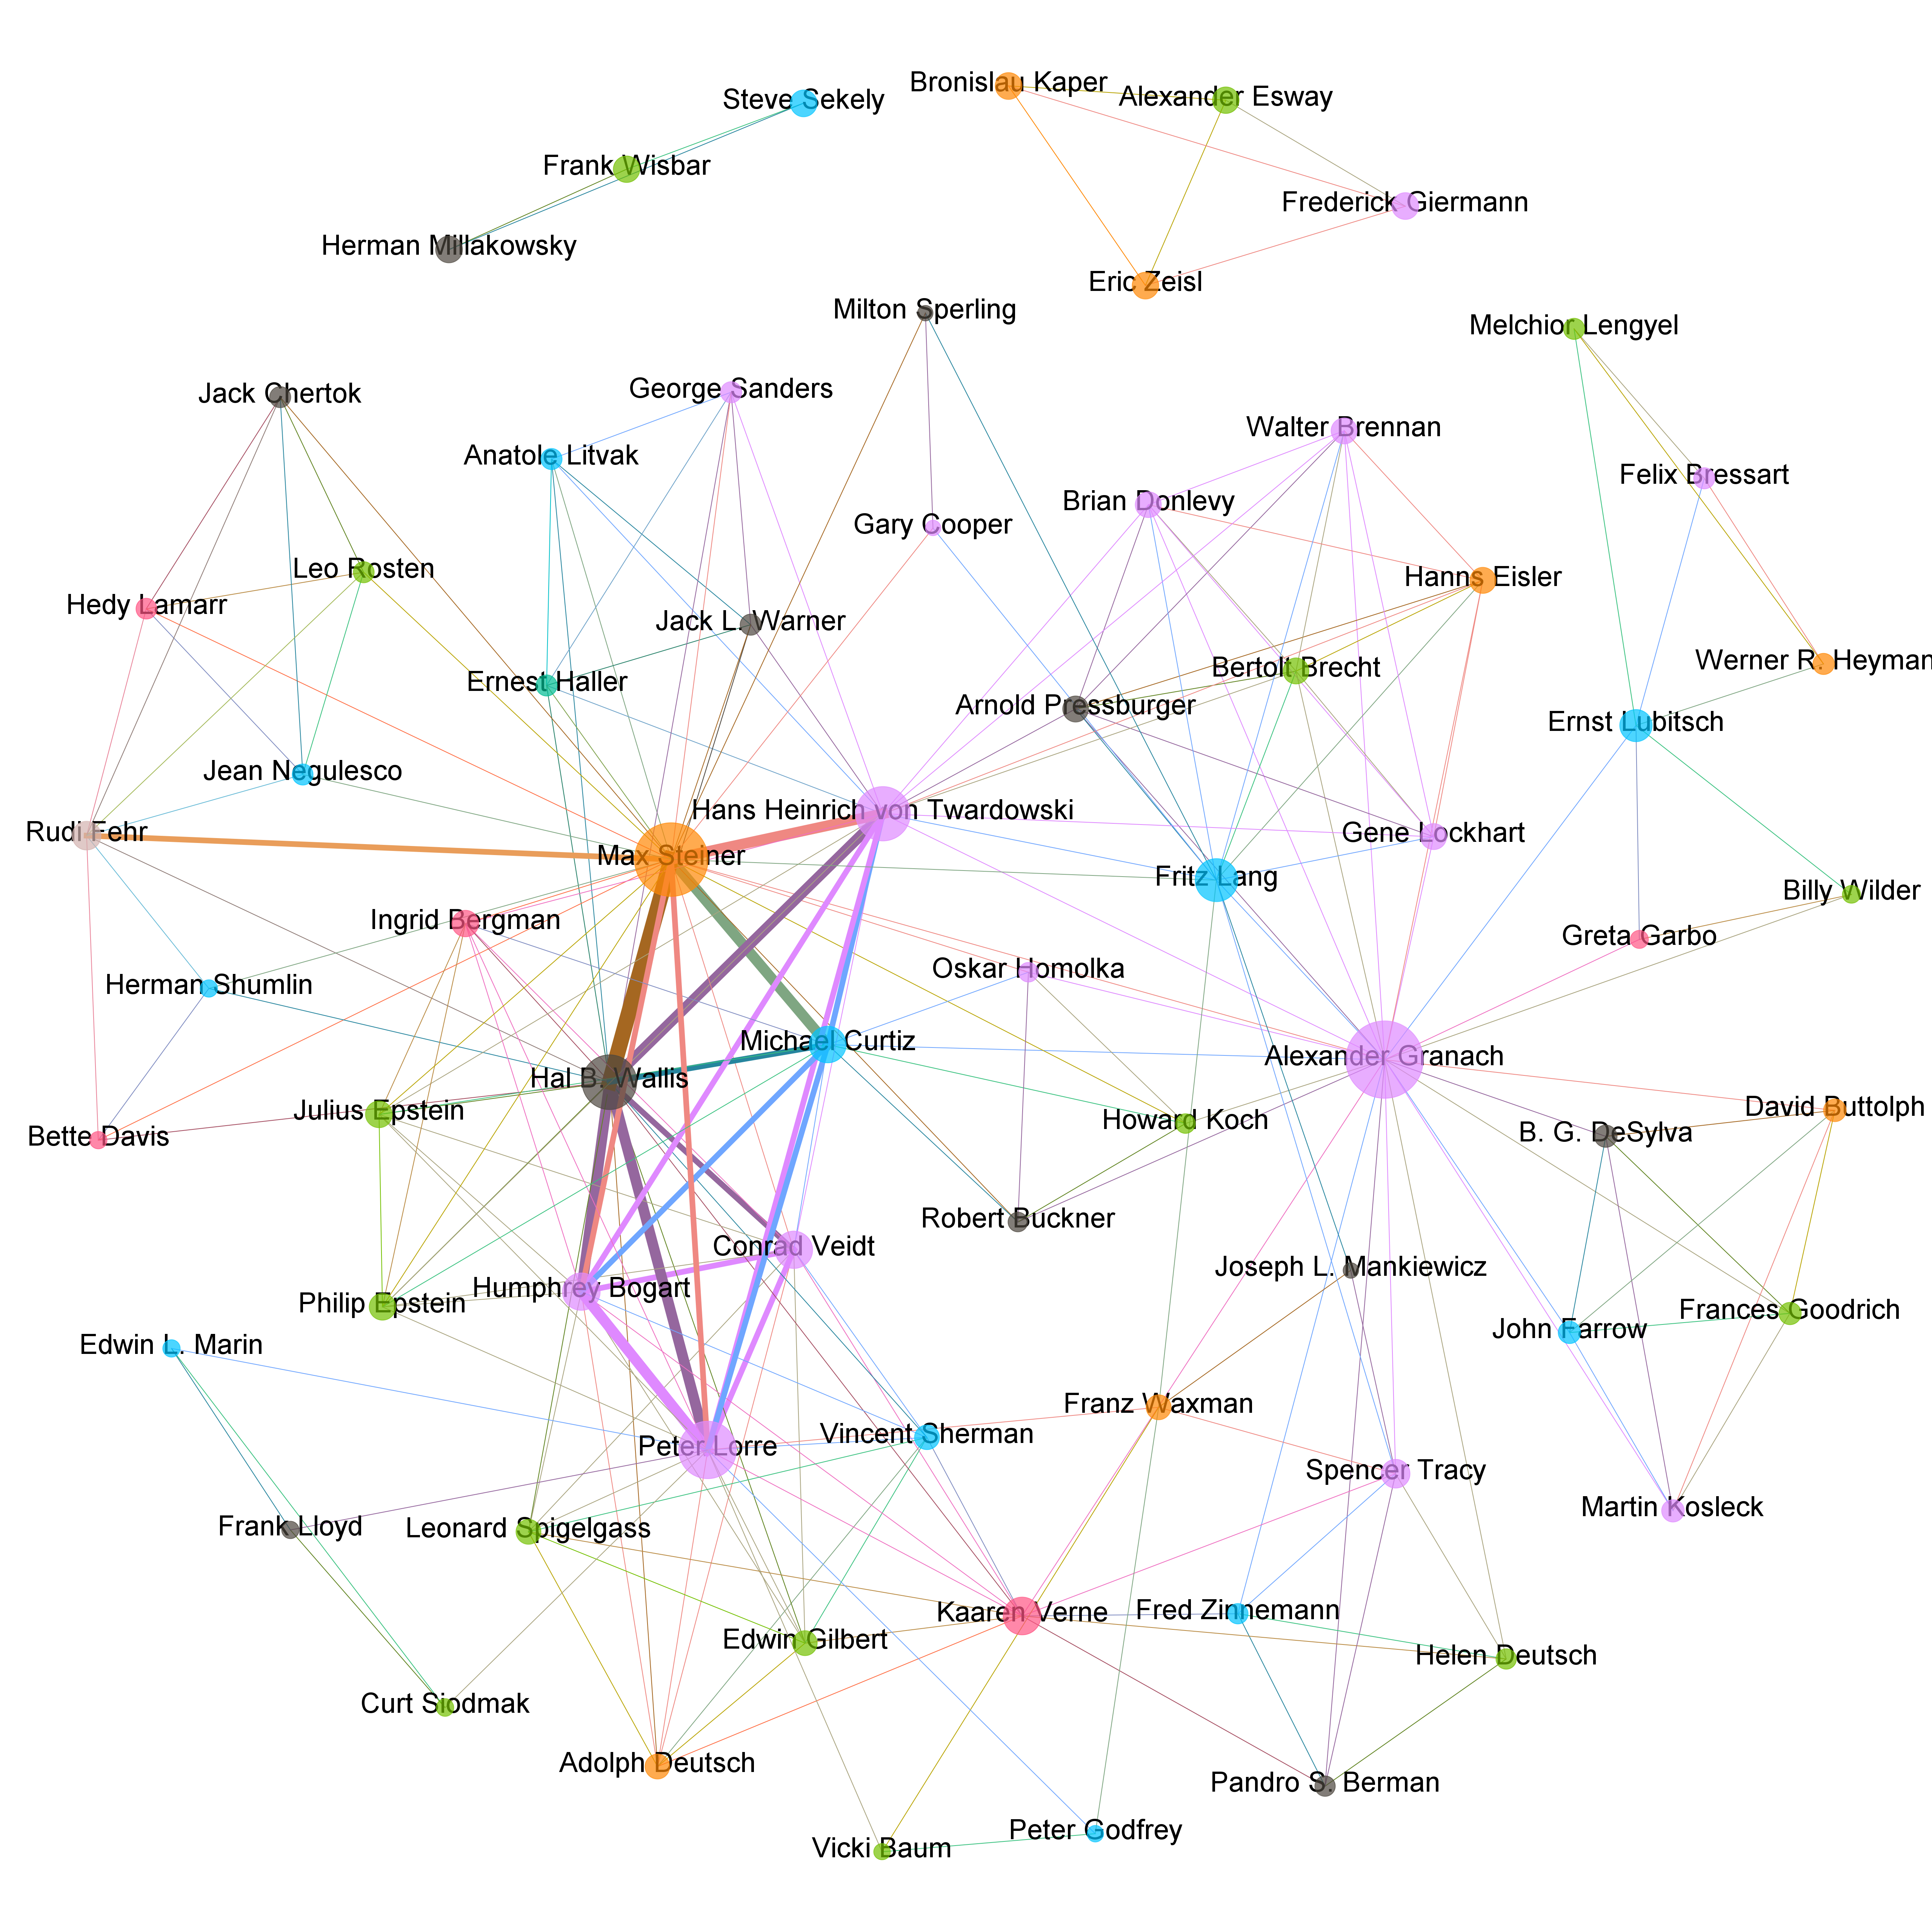 Bronislau Kaper
Steve Sekely
Alexander Esway
Frank Wisbar
Frederick Giermann
Herman Millakowsky
Eric Zeisl
Milton Sperling
Melchior Lengyel
Jack Chertok
George Sanders
Walter Brennan
Anatole Litvak
Felix Bressart
Brian Donlevy
Gary Cooper
Leo Rosten
Hanns Eisler
Hedy Lamarr
Jack L. Warner
Werner R. Heyman
Bertolt Brecht
Ernest Haller
Arnold Pressburger
Ernst Lubitsch
Jean Negulesco
Hans Heinrich von Twardowski
Rudi Fehr
Gene Lockhart
Max Steiner
Fritz Lang
Billy Wilder
Ingrid Bergman
Greta Garbo
Oskar Homolka
Herman Shumlin
Michael Curtiz
Alexander Granach
Hal B. Wallis
David Buttolph
Julius Epstein
Howard Koch
Bette Davis
B. G. DeSylva
Robert Buckner
Conrad Veidt
Joseph L. Mankiewicz
Humphrey Bogart
Philip Epstein
Frances Goodrich
John Farrow
Edwin L. Marin
Franz Waxman
Vincent Sherman
Peter Lorre
Spencer Tracy
Martin Kosleck
Frank Lloyd
Leonard Spigelgass
Kaaren Verne
Fred Zinnemann
Edwin Gilbert
Helen Deutsch
Curt Siodmak
Adolph Deutsch
Pandro S. Berman
Peter Godfrey
Vicki Baum